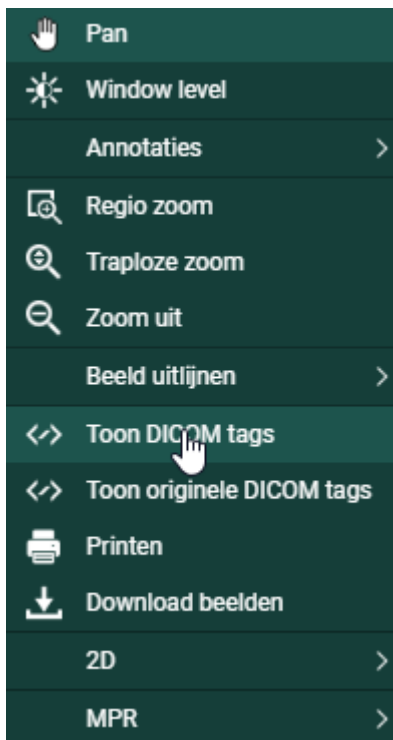 Pan
Window level
Annotaties
Regio zoom
Traploze zoom
Zoom uit
Beeld uitlijnen
Toon DICOM tags
Toon originele DICOM tags
Printen
Download beelden
2D
MPR